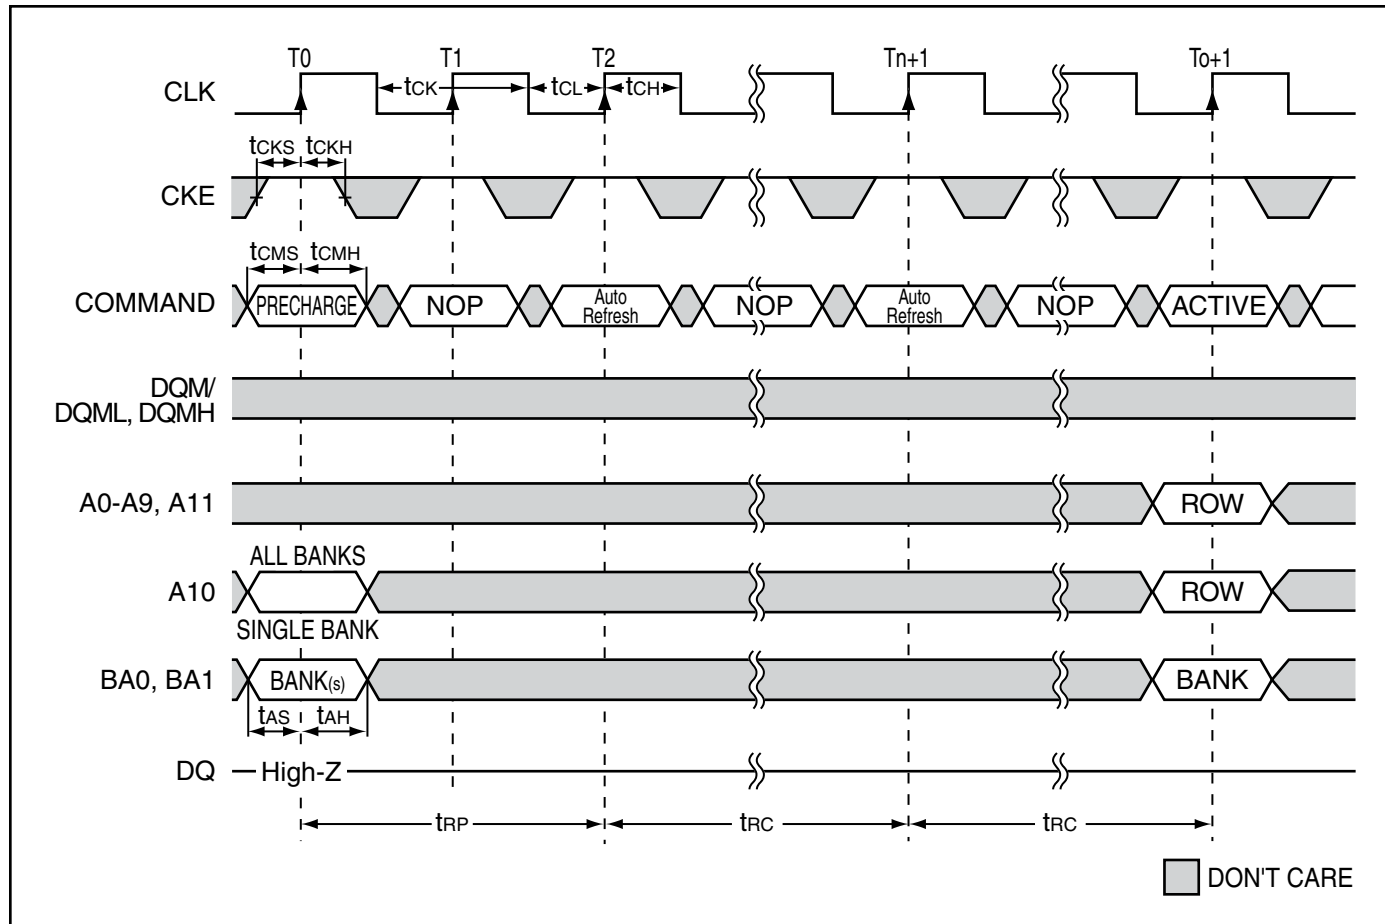 T0 T1 T2 Tn+1 To+1
CLK tCK tCL tCH
tCKS tCKH
CKE
tCMS tCMH
COMMAND PRECHARGE NOP Auto Refresh NOP Auto Refresh NOP ACTIVE
DQM/
DQML, DQMH
A0-A9, A11 ROW
ALL BANKS
A10 ROW
SINGLE BANK
BA0, BA1 BANK(s) BANK
tAS tAH
DQ High-Z
tRP tRC tRC
DON'T CARE